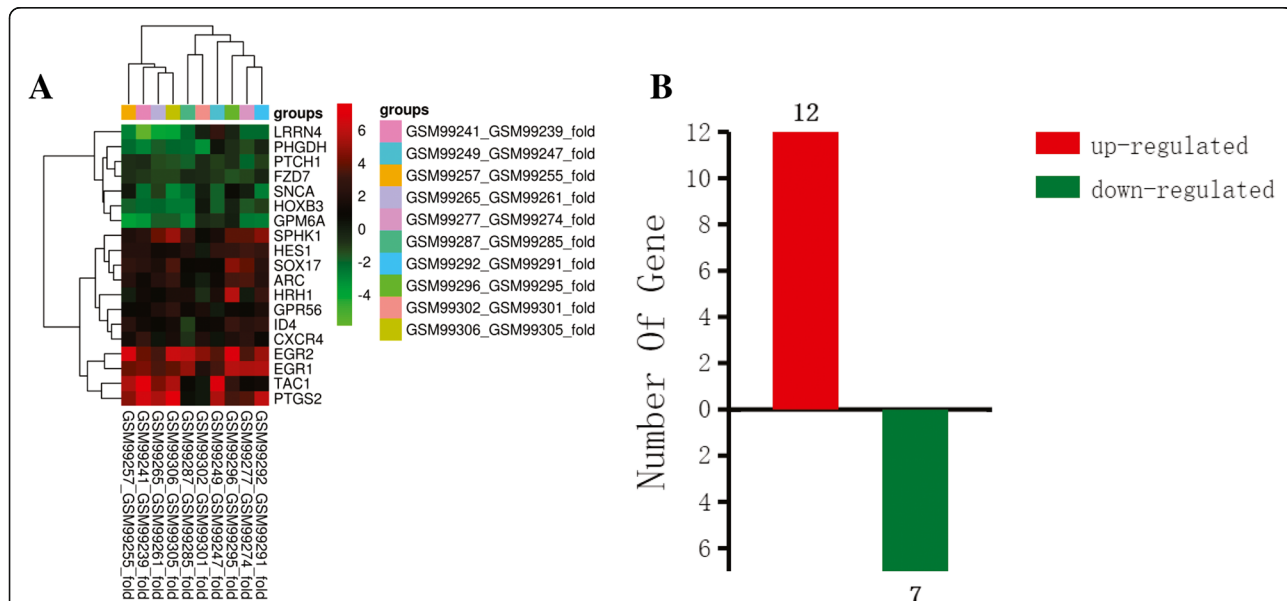 A
groups
LRRN4
PHGDH
PTCH1
FZD7
SNCA
HOXB3
GPM6A
SPHK1
HES1
SOX17
ARC
HRH1
GPR56
ID4
CXCR4
EGR2
EGR1
TAC1
PTGS2
6
4
2
0
-2
-4
groups
GSM99241_GSM99239_fold
GSM99249_GSM99247_fold
GSM99257_GSM99255_fold
GSM99265_GSM99261_fold
GSM99277_GSM99274_fold
GSM99287_GSM99285_fold
GSM99292_GSM99291_fold
GSM99296_GSM99295_fold
GSM99302_GSM99301_fold
GSM99306_GSM99305_fold
GSM99257_GSM99255_fold
GSM99241_GSM99239_fold
GSM99265_GSM99261_fold
GSM99306_GSM99305_fold
GSM99287_GSM99285_fold
GSM99302_GSM99301_fold
GSM99249_GSM99247_fold
GSM99296_GSM99295_fold
GSM99277_GSM99274_fold
GSM99292_GSM99291_fold
B
Number Of Gene
12
10
8
6
4
2
0
2
4
6
12
7
up-regulated
down-regulated